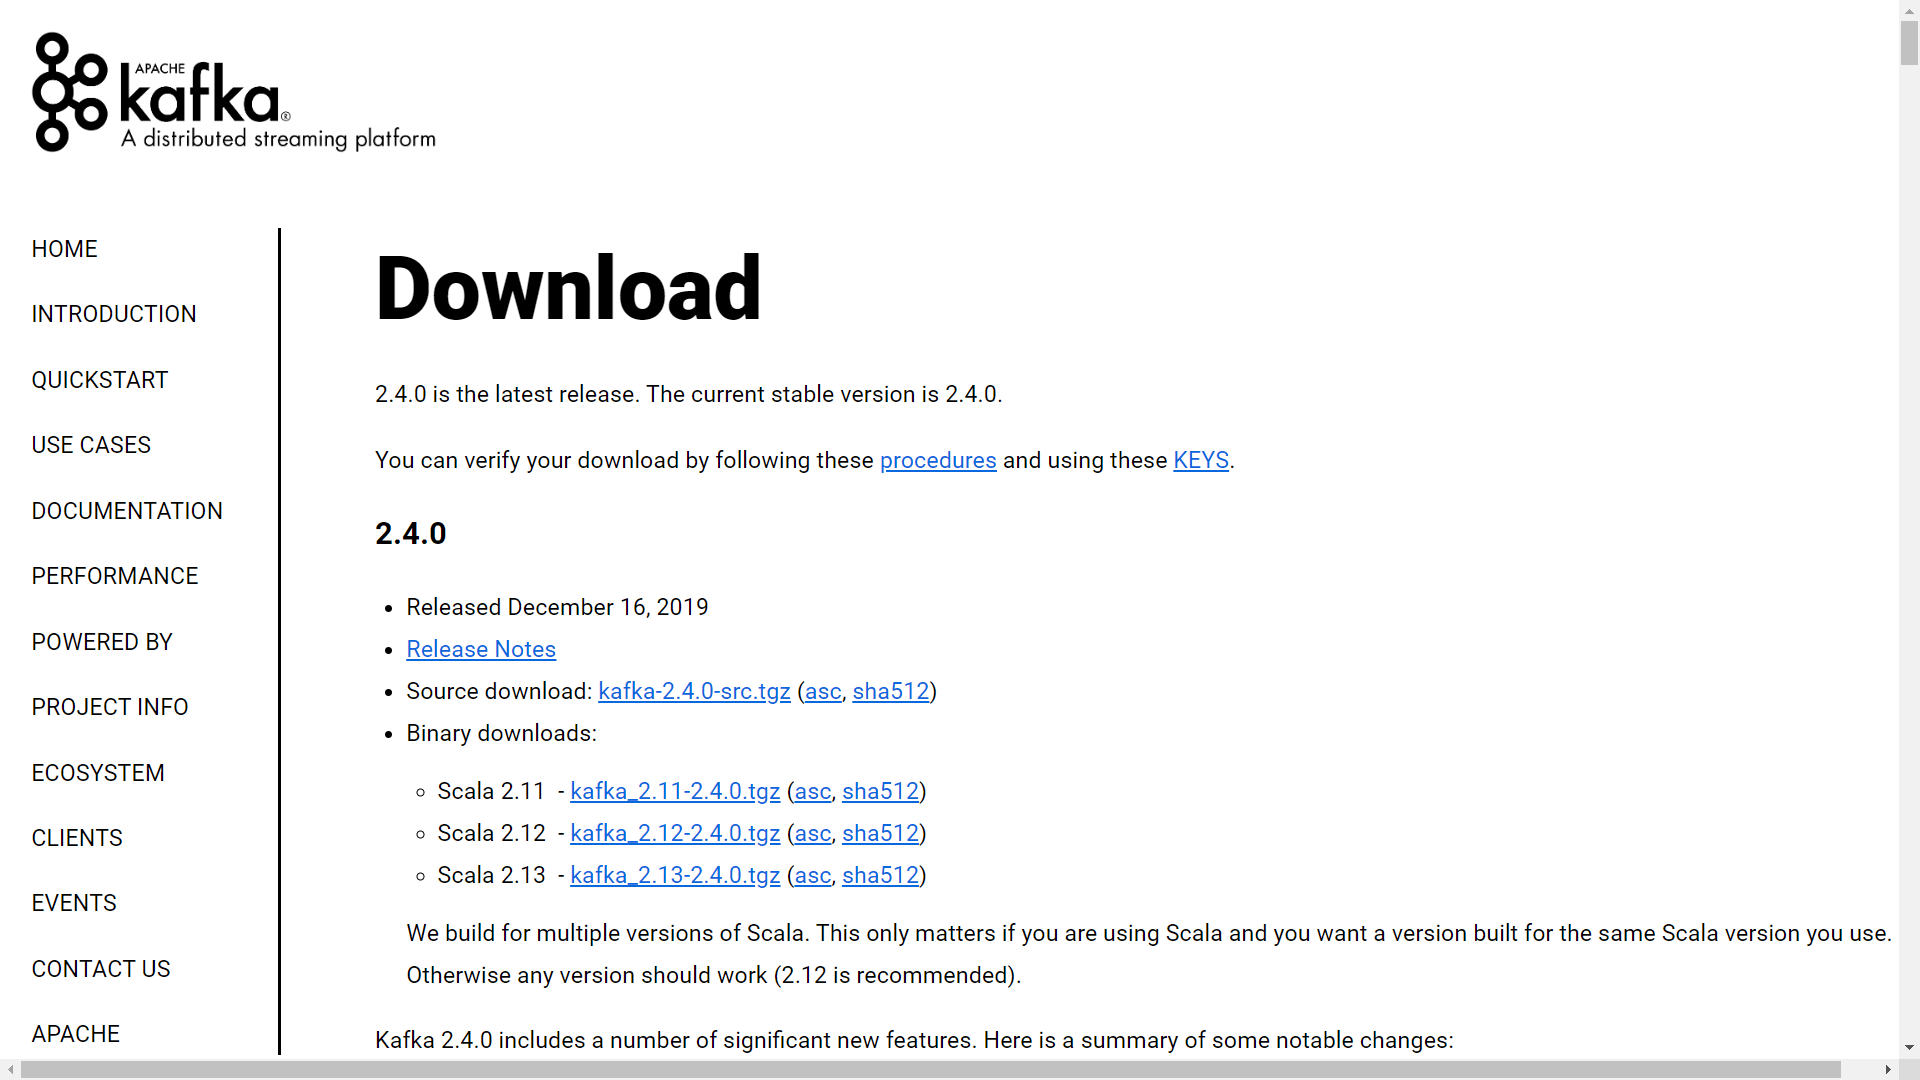 APACHE
kafka®
A distributed streaming platform
HOME
INTRODUCTION
QUICKSTART
USE CASES
DOCUMENTATION
PERFORMANCE
POWERED BY
PROJECT INFO
ECOSYSTEM
CLIENTS
EVENTS
CONTACT US
APACHE
Download
2.4.0 is the latest release. The current stable version is 2.4.0.
You can verify your download by following these procedures and using these KEYS.
2.4.0
• Released December 16, 2019
• Release Notes
• Source download: kafka-2.4.0-src.tgz (asc, sha512)
• Binary downloads:
◦ Scala 2.11 - kafka_2.11-2.4.0.tgz (asc, sha512)
◦ Scala 2.12 - kafka_2.12-2.4.0.tgz (asc, sha512)
◦ Scala 2.13 - kafka_2.13-2.4.0.tgz (asc, sha512)
We build for multiple versions of Scala. This only matters if you are using Scala and you want a version built for the same Scala version you use.
Otherwise any version should work (2.12 is recommended).
Kafka 2.4.0 includes a number of significant new features. Here is a summary of some notable changes: